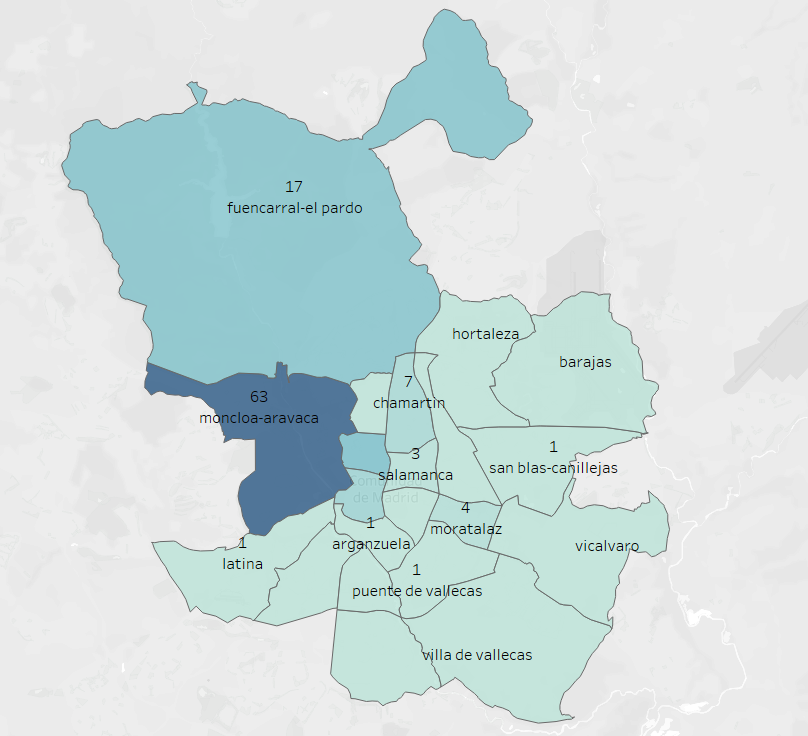 17
fuencarral-el pardo
hortaleza
barajas
7
chamartin
63
moncloa-aravaca
1
san blas-canillejas
3
salamanca
Comunidad
de Madrid
4
moratalaz
1
arganzuela
1
latina
vicalvaro
1
puente de vallecas
villa de vallecas